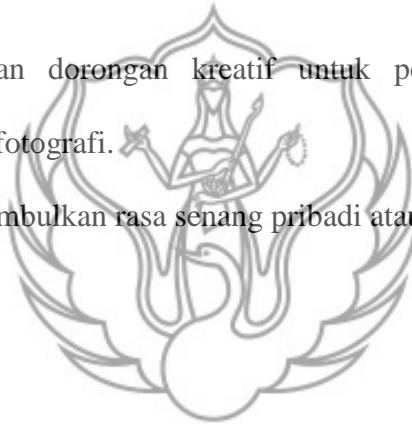 an dorongan kreatif untuk pe
fotografi.
mbulkan rasa senang pribadi atau